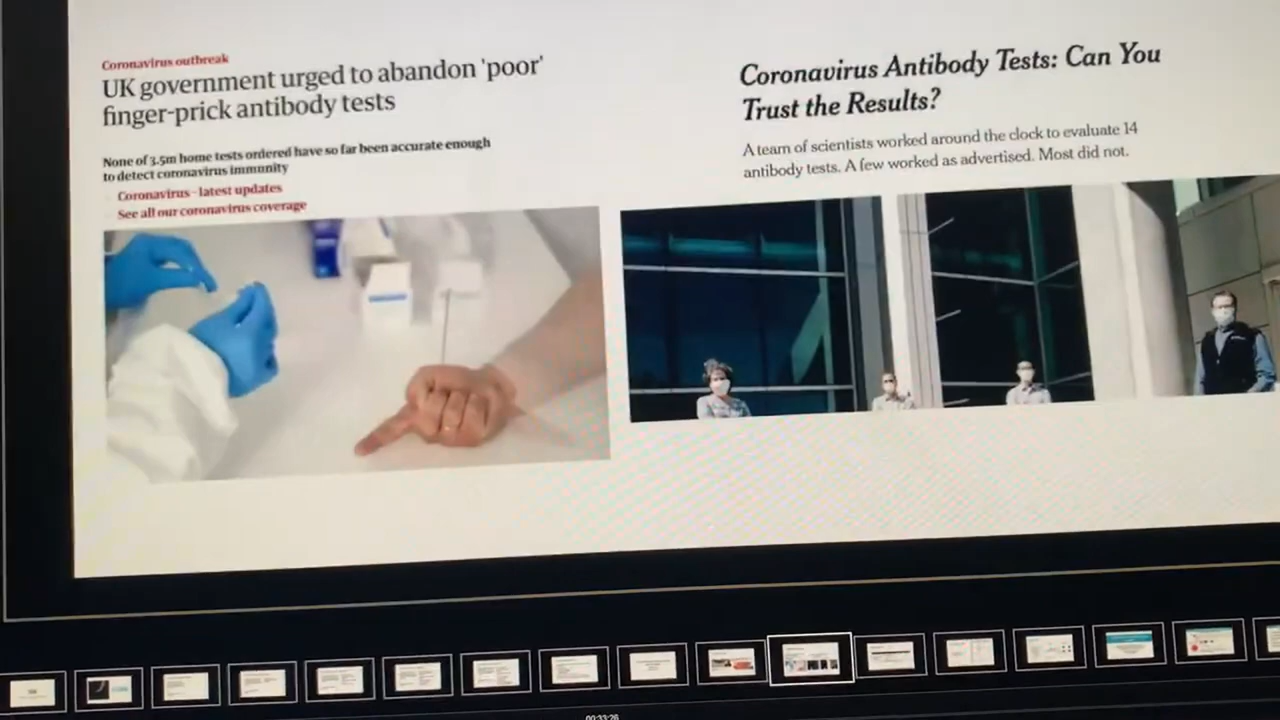 Coronavirus outbreak
UK government urged to abandon 'poor'
finger-prick antibody tests
None of 3.5m home tests ordered have so far been accurate enough
to detect coronavirus immunity
Coronavirus - latest updates
See all our coronavirus coverage
Coronavirus Antibody Tests: Can You
Trust the Results?
A team of scientists worked around the clock to evaluate 14
antibody tests. A few worked as advertised. Most did not.
00:33:26